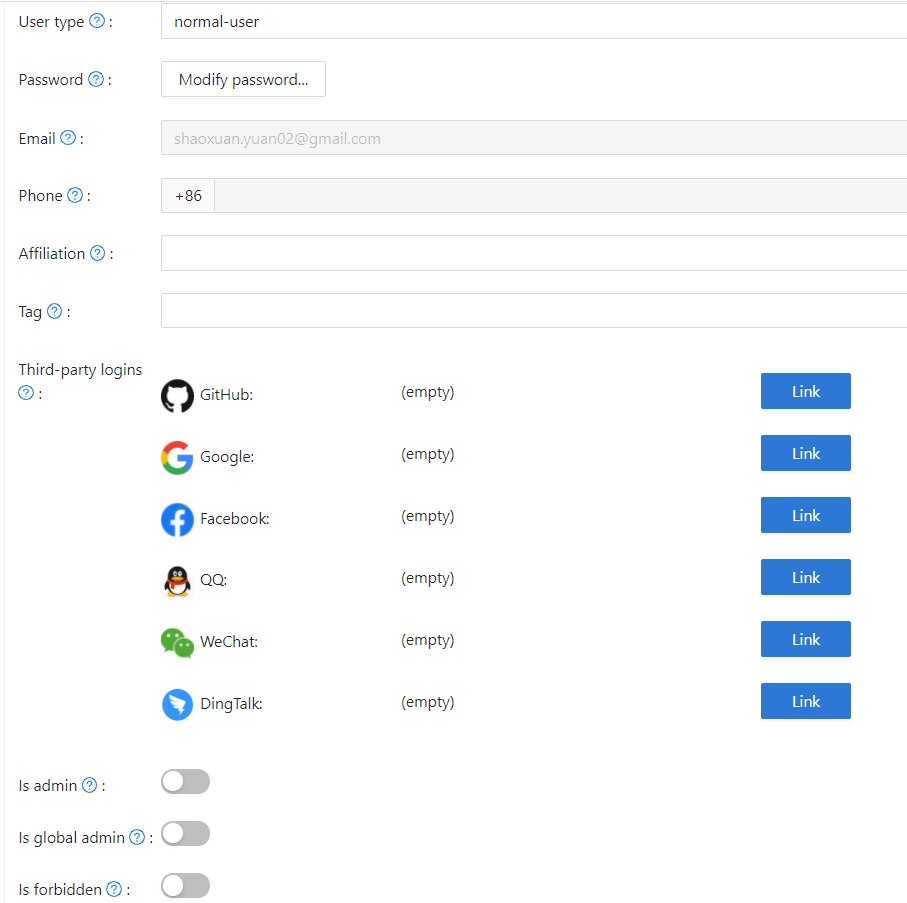 User type ? : normal-user
Password ? : Modify password...
Email ? : shaoxuan.yuan02@gmail.com
Phone ? : +86
Affiliation ? :
Tag ? :
Third-party logins
? :
GitHub: (empty) Link
Google: (empty) Link
Facebook: (empty) Link
QQ: (empty) Link
WeChat: (empty) Link
DingTalk: (empty) Link
Is admin ? :
Is global admin ? :
Is forbidden ? :